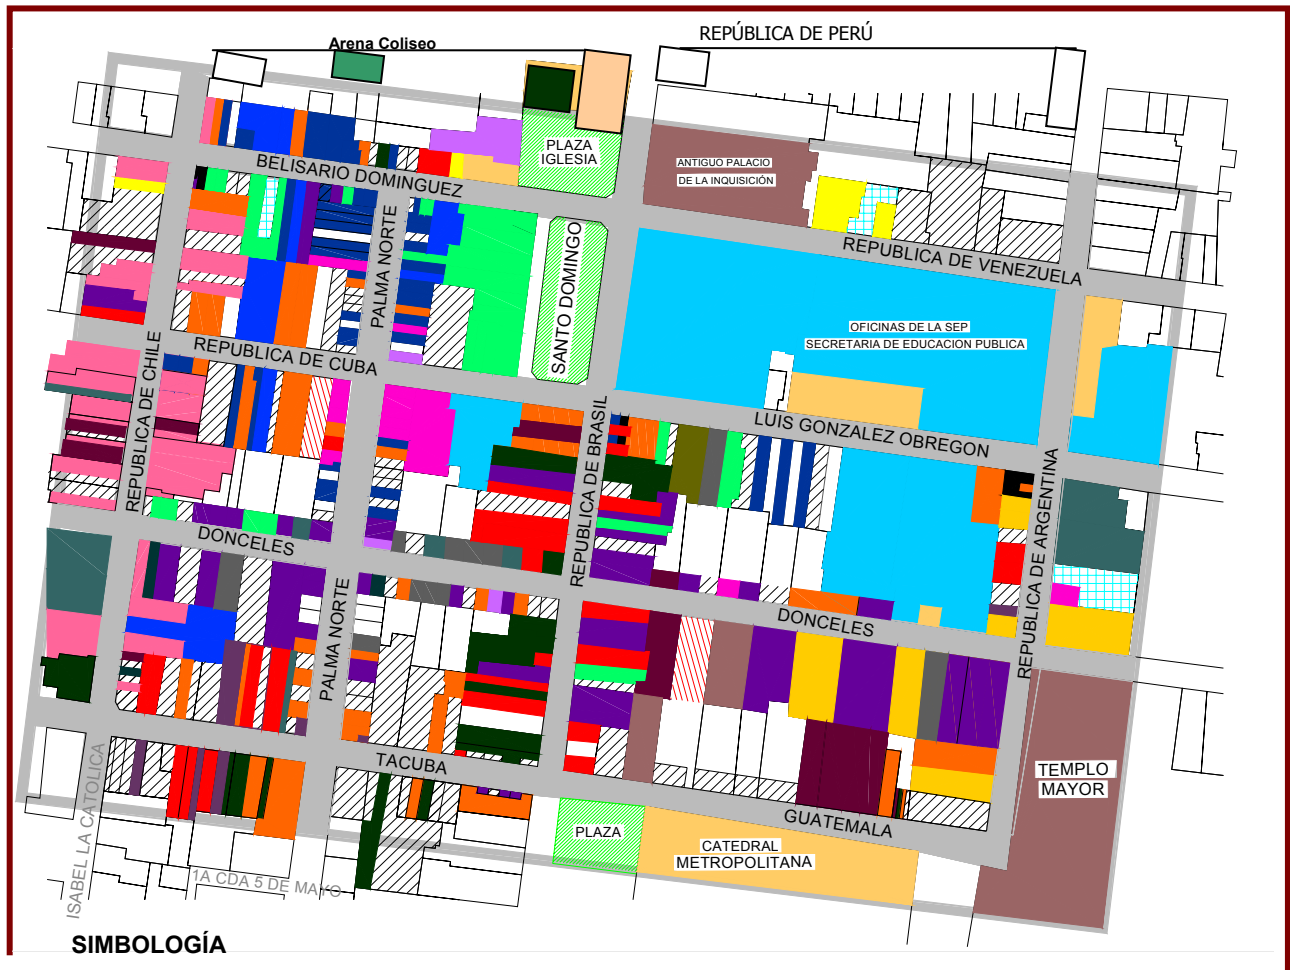 REPÚBLICA DE PERÚ
Arena Coliseo
PLAZA
IGLESIA
ANTIGUO PALACIO
DE LA INQUISICIÓN
BELISARIO DOMINGUEZ
PALMA NORTE
SANTO DOMINGO
REPUBLICA DE VENEZUELA
OFICINAS DE LA SEP
SECRETARIA DE EDUCACION PUBLICA
REPUBLICA DE CHILE
REPUBLICA DE CUBA
REPUBLICA DE BRASIL
LUIS GONZALEZ OBREGON
REPUBLICA DE ARGENTINA
DONCELES
PALMA NORTE
DONCELES
TACUBA
TEMPLO
MAYOR
PLAZA
GUATEMALA
CATEDRAL
METROPOLITANA
ISABEL LA CATOLICA
1A CDA 5 DE MAYO
SIMBOLOGÍA